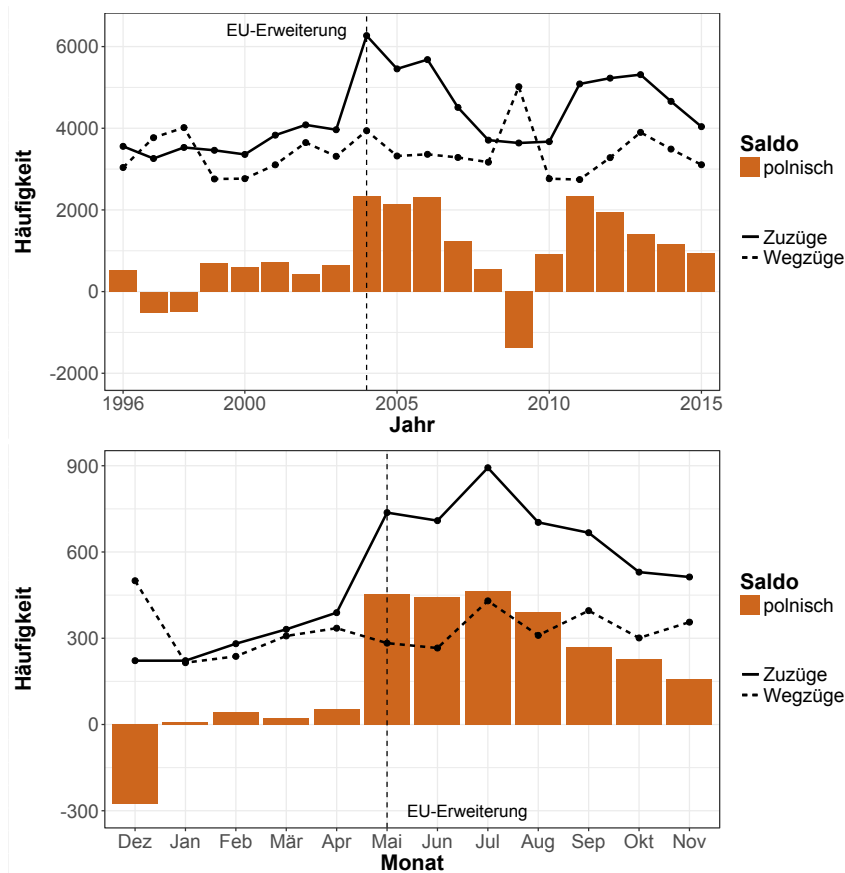 EU-Erweiterung
6000
4000
2000
0
-2000
Häufigkeit
1996
2000
2005
2010
2015
Jahr
Saldo
polnisch
Zuzüge
Wegzüge
900
600
300
0
-300
Häufigkeit
EU-Erweiterung
Dez Jan Feb Mär Apr Mai Jun Jul Aug Sep Okt Nov
Monat
Saldo
polnisch
Zuzüge
Wegzüge